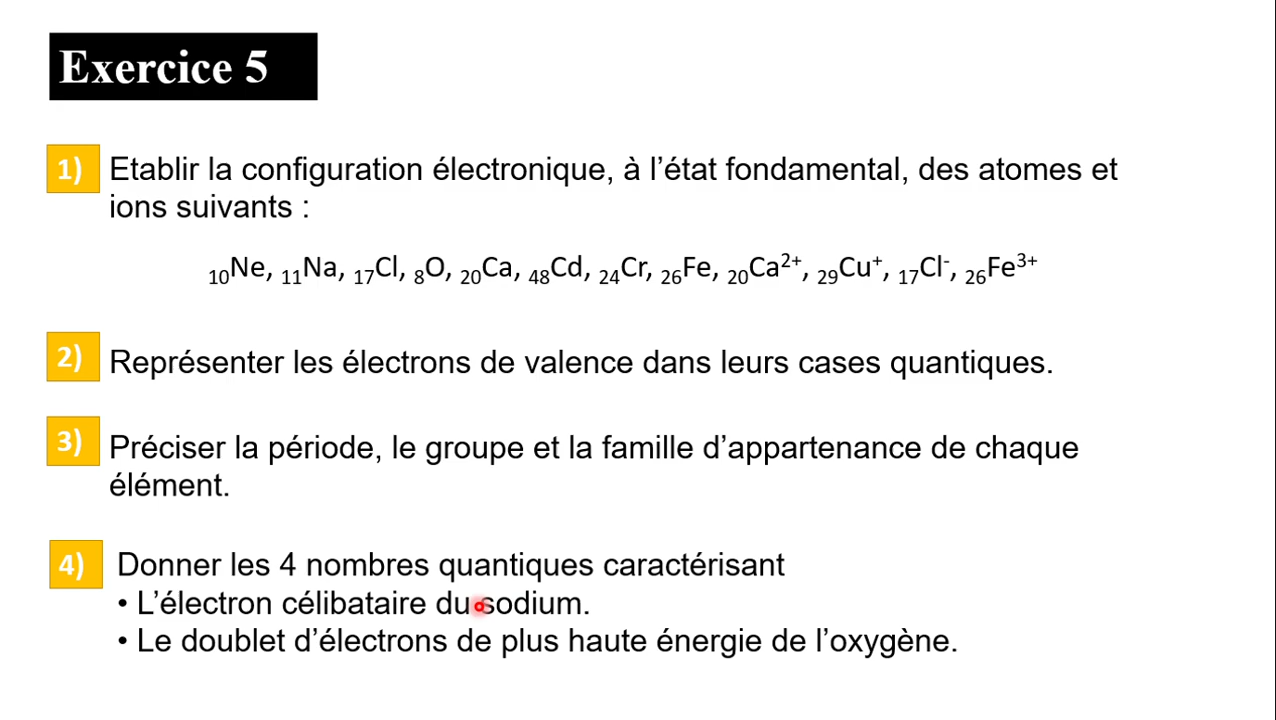 Exercice 5
1) Etablir la configuration électronique, à l’état fondamental, des atomes et
ions suivants :
₁₀Ne, ₁₁Na, ₁₇Cl, ₈O, ₂₀Ca, ₄₈Cd, ₂₄Cr, ₂₆Fe, ₂₀Ca²⁺, ₂₉Cu⁺, ₁₇Cl⁻, ₂₆Fe³⁺
2) Représenter les électrons de valence dans leurs cases quantiques.
3) Préciser la période, le groupe et la famille d’appartenance de chaque
élément.
4) Donner les 4 nombres quantiques caractérisant
• L’électron célibataire du sodium.
• Le doublet d’électrons de plus haute énergie de l’oxygène.